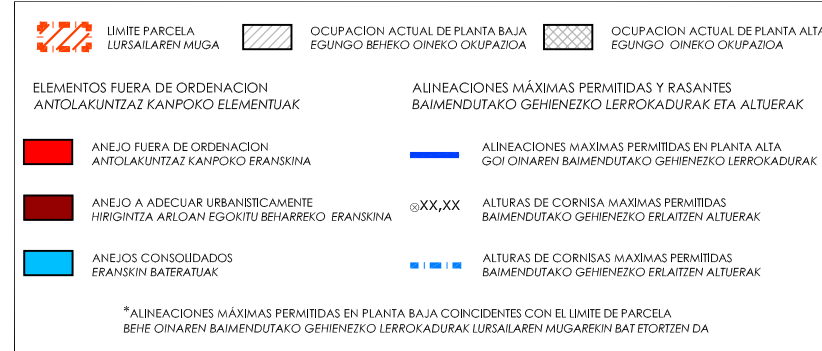 LIMITE PARCELA
LURSAILAREN MUGA
OCUPACION ACTUAL DE PLANTA BAJA
EGUNGO BEHEKO OINEKO OKUPAZIOA
OCUPACION ACTUAL DE PLANTA ALTA
EGUNGO OINEKO OKUPAZIOA
ELEMENTOS FUERA DE ORDENACION
ANTOLAKUNTZAZ KANPOKO ELEMENTUAK
ALINEACIONES MÁXIMAS PERMITIDAS Y RASANTES
BAIMENDUTAKO GEHIENEZKO LERROKADURAK ETA ALTUERAK
ANEJO FUERA DE ORDENACION
ANTOLAKUNTZAZ KANPOKO ERANSKINA
ALINEACIONES MAXIMAS PERMITIDAS EN PLANTA ALTA
GOI OINAREN BAIMENDUTAKO GEHIENEZKO LERROKADURAK
ANEJO A ADECUAR URBANISTICAMENTE
HIRIGINTZA ARLOAN EGOKITU BEHARREKO ERANSKINA
⊗XX,XX
ALTURAS DE CORNISA MAXIMAS PERMITIDAS
BAIMENDUTAKO GEHIENEZKO ERLAITZEN ALTUERAK
ANEJOS CONSOLIDADOS
ERANSKIN BATERATUAK
ALTURAS DE CORNISAS MAXIMAS PERMITIDAS
BAIMENDUTAKO GEHIENEZKO ERLAITZEN ALTUERAK
*ALINEACIONES MÁXIMAS PERMITIDAS EN PLANTA BAJA COINCIDENTES CON EL LIMITE DE PARCELA
BEHE OINAREN BAIMENDUTAKO GEHIENEZKO LERROKADURAK LURSAILAREN MUGAREKIN BAT ETORTZEN DA